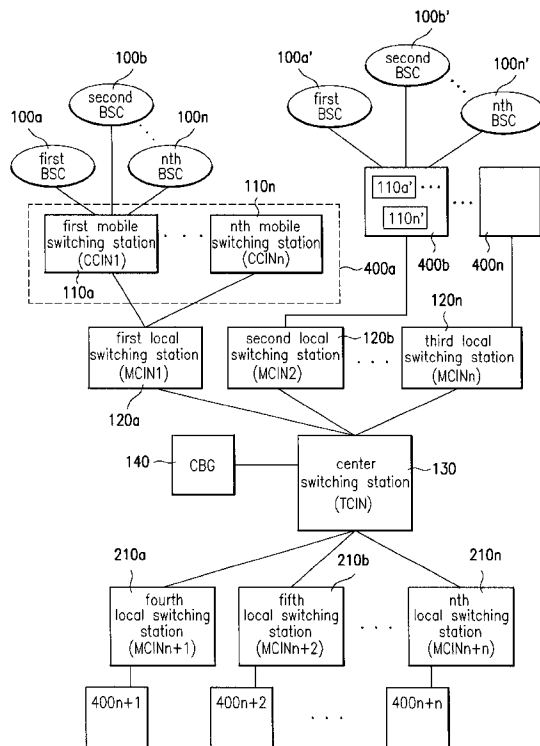 100b'
100b
100a'
100n'
second
BSC
100a
second
BSC
100n
first
BSC
nth
BSC
first
BSC
nth
BSC
110n
110a'
110n'
first mobile
switching station
(CCIN1)
nth mobile
switching station
(CCINn)
400a
400b
400n
110a
120n
first local
switching station
(MCIN1)
second local
switching station
(MCIN2)
120b
third local
switching station
(MCINn)
120a
140
CBG
center
switching station
(TCIN)
130
210a
210b
210n
fourth
local switching
station
(MCINn+1)
fifth
local switching
station
(MCINn+2)
nth
local switching
station
(MCINn+n)
400n+1
400n+2
400n+n